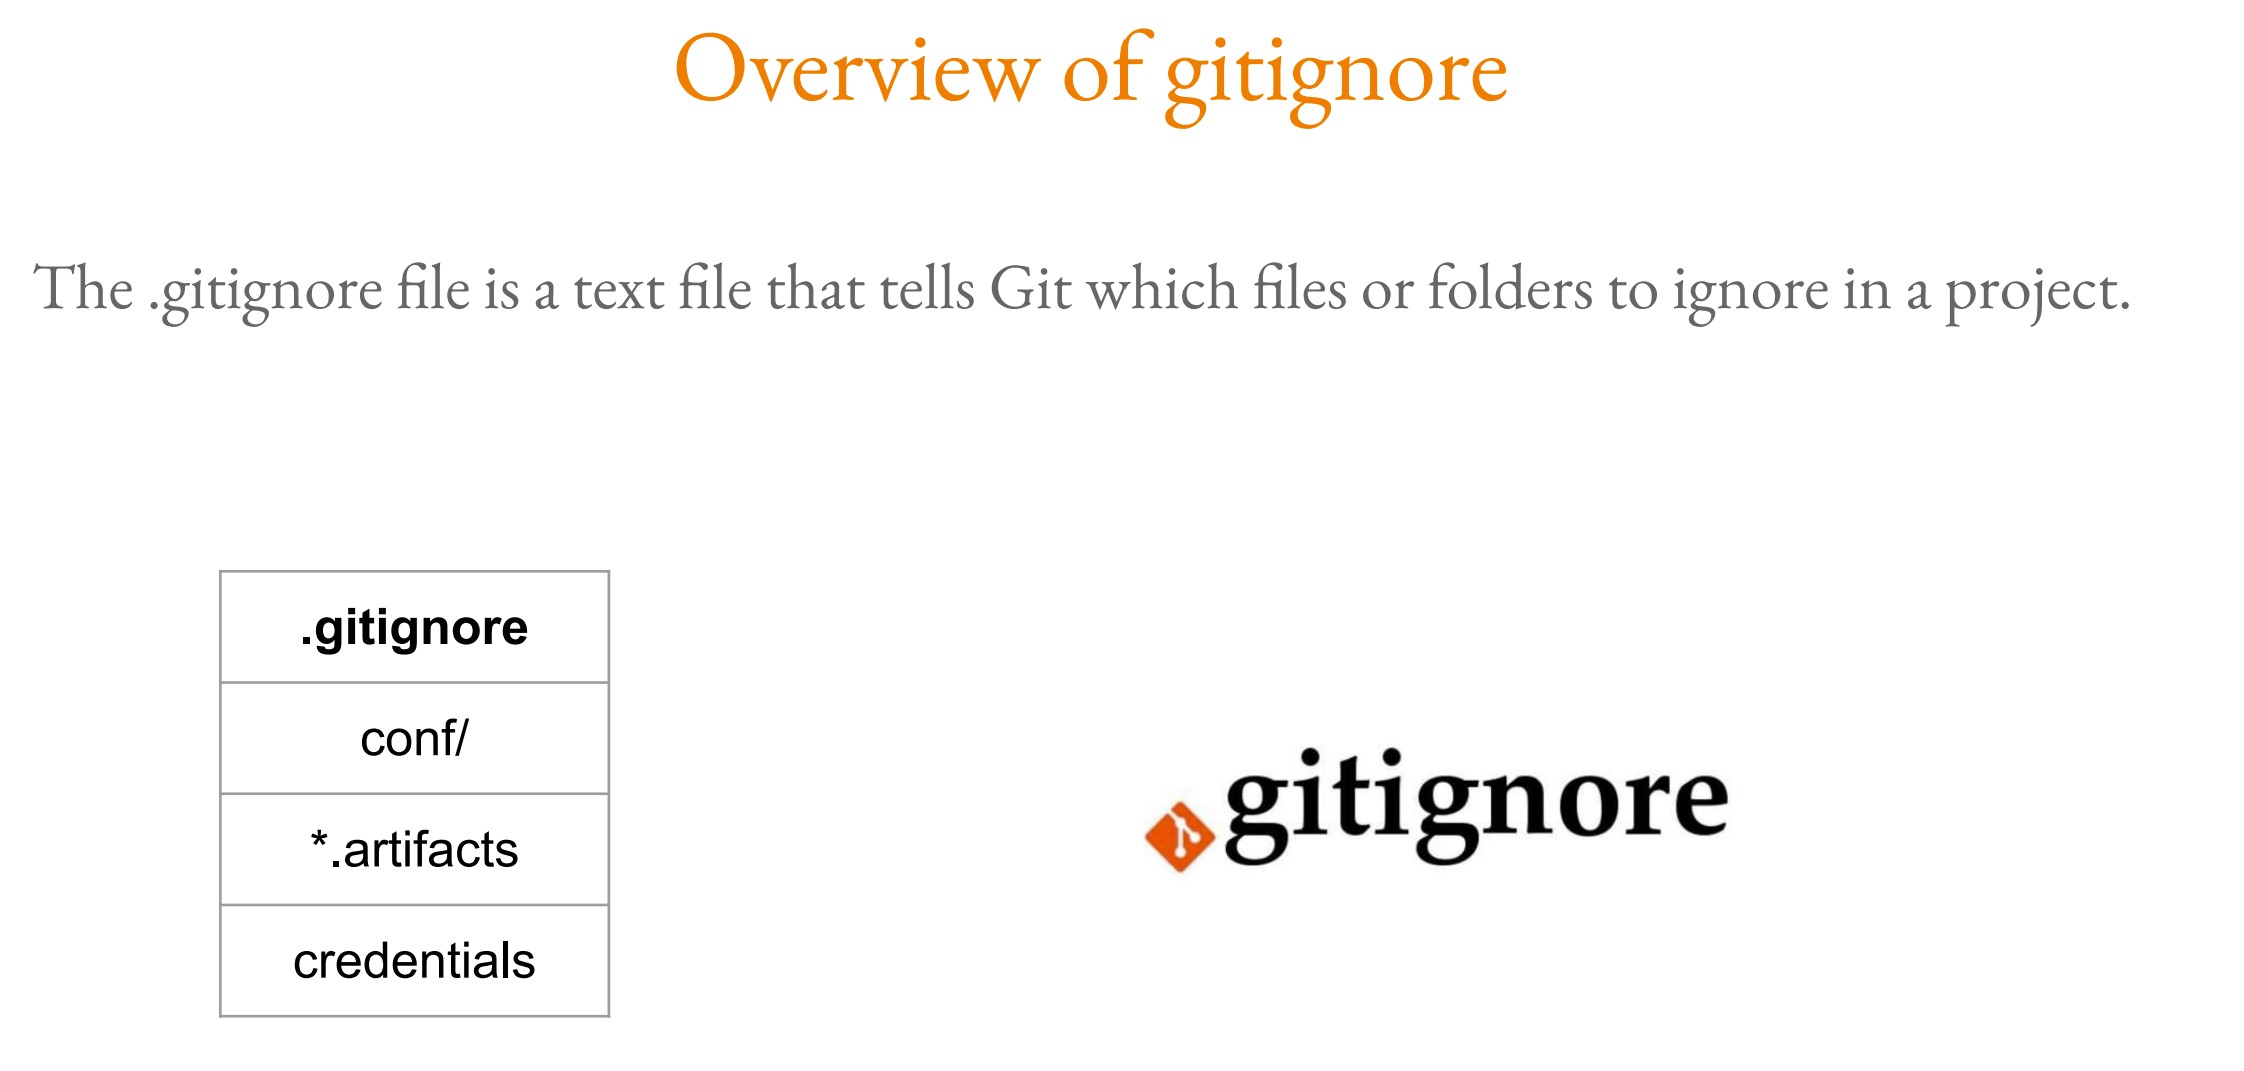 Overview of gitignore
The .gitignore file is a text file that tells Git which files or folders to ignore in a project.
.gitignore
conf/
*.artifacts
credentials
gitignore